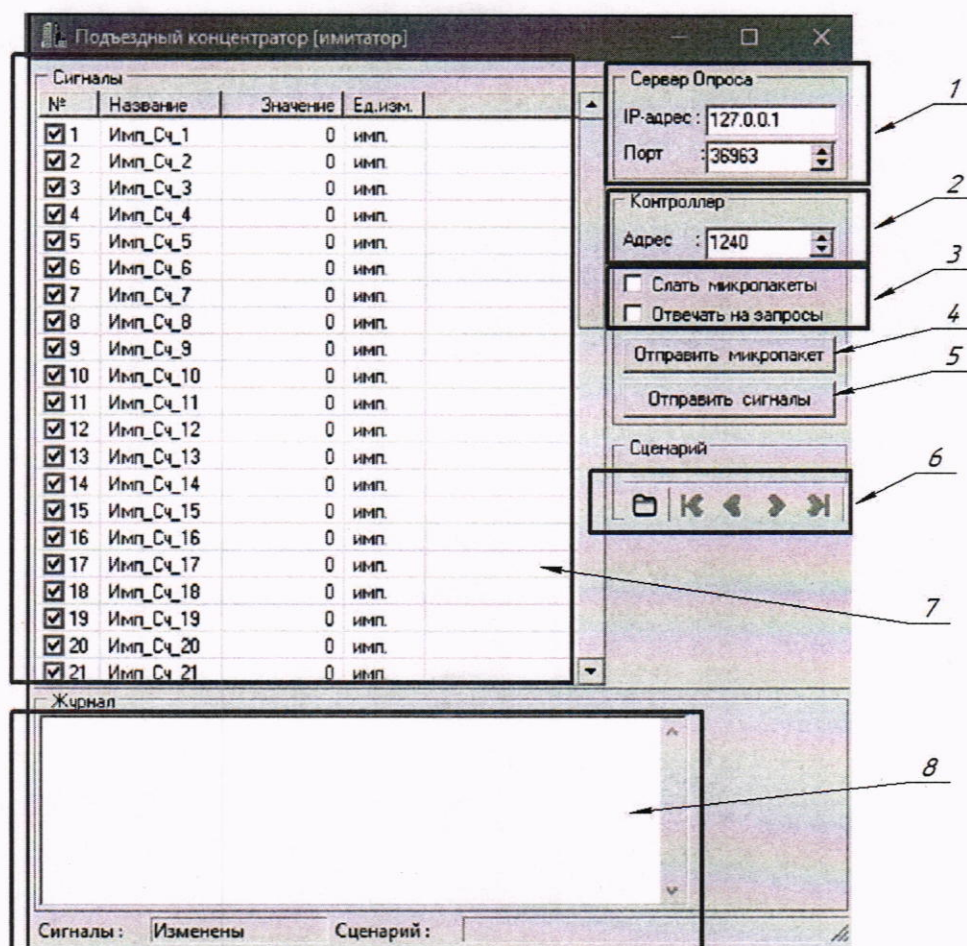 Подъездный концентратор [имитатор]
Сигналы
№ Название Значение Ед.изм.
1 Имп_Сч_1 0 имп.
2 Имп_Сч_2 0 имп.
3 Имп_Сч_3 0 имп.
4 Имп_Сч_4 0 имп.
5 Имп_Сч_5 0 имп.
6 Имп_Сч_6 0 имп.
7 Имп_Сч_7 0 имп.
8 Имп_Сч_8 0 имп.
9 Имп_Сч_9 0 имп.
10 Имп_Сч_10 0 имп.
11 Имп_Сч_11 0 имп.
12 Имп_Сч_12 0 имп.
13 Имп_Сч_13 0 имп.
14 Имп_Сч_14 0 имп.
15 Имп_Сч_15 0 имп.
16 Имп_Сч_16 0 имп.
17 Имп_Сч_17 0 имп.
18 Имп_Сч_18 0 имп.
19 Имп_Сч_19 0 имп.
20 Имп_Сч_20 0 имп.
21 Имп_Сч_21 0 имп.
Сервер Опроса
IP-адрес : 127.0.0.1
Порт : 36963
Контроллер
Адрес : 1240
Слать микропакеты
Отвечать на запросы
Отправить микропакет
Отправить сигналы
Сценарий
1
2
3
4
5
6
7
Журнал
8
Сигналы : Изменены Сценарий :